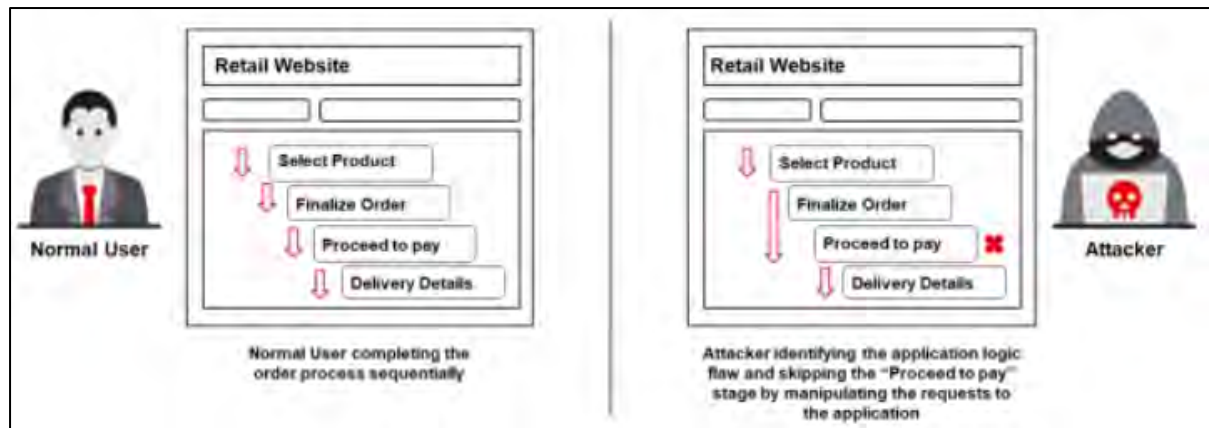 Retail Website
Select Product
Finalize Order
Proceed to pay
Delivery Details
Normal User
Normal User completing the
order process sequentially
Retail Website
Select Product
Finalize Order
Proceed to pay
Delivery Details
Attacker
Attacker identifying the application logic
flaw and skipping the "Proceed to pay"
stage by manipulating the requests to
the application